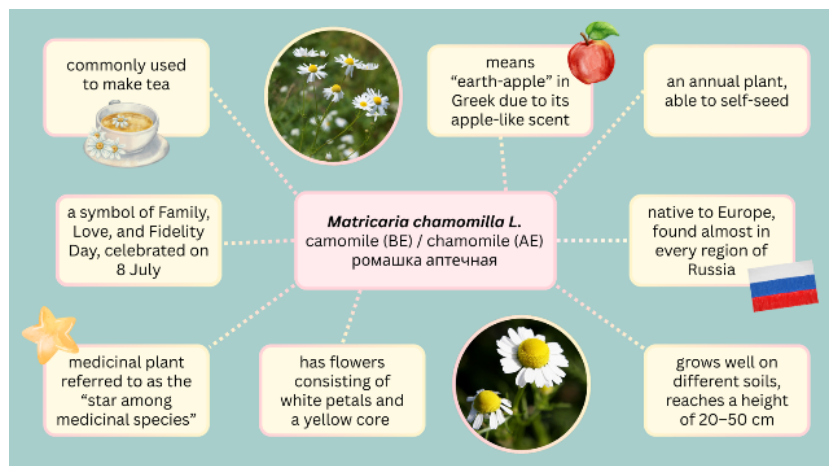 commonly used
to make tea
means
“earth-apple” in
Greek due to its
apple-like scent
an annual plant,
able to self-seed
a symbol of Family,
Love, and Fidelity
Day, celebrated on
8 July
Matricaria chamomilla L.
camomile (BE) / chamomile (AE)
ромашка аптечная
native to Europe,
found almost in
every region of
Russia
medicinal plant
referred to as the
“star among
medicinal species”
has flowers
consisting of
white petals and
a yellow core
grows well on
different soils,
reaches a height
of 20–50 cm